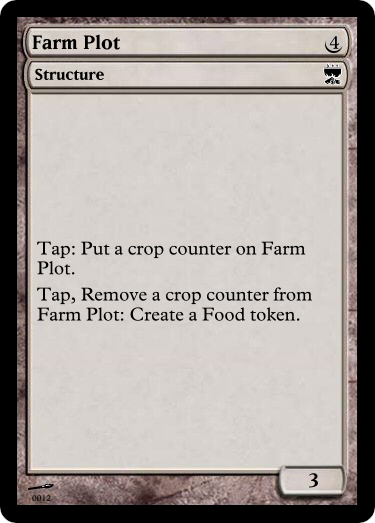 Farm Plot 4
Structure
Tap: Put a crop counter on Farm
Plot.
Tap, Remove a crop counter from
Farm Plot: Create a Food token.
3
0012